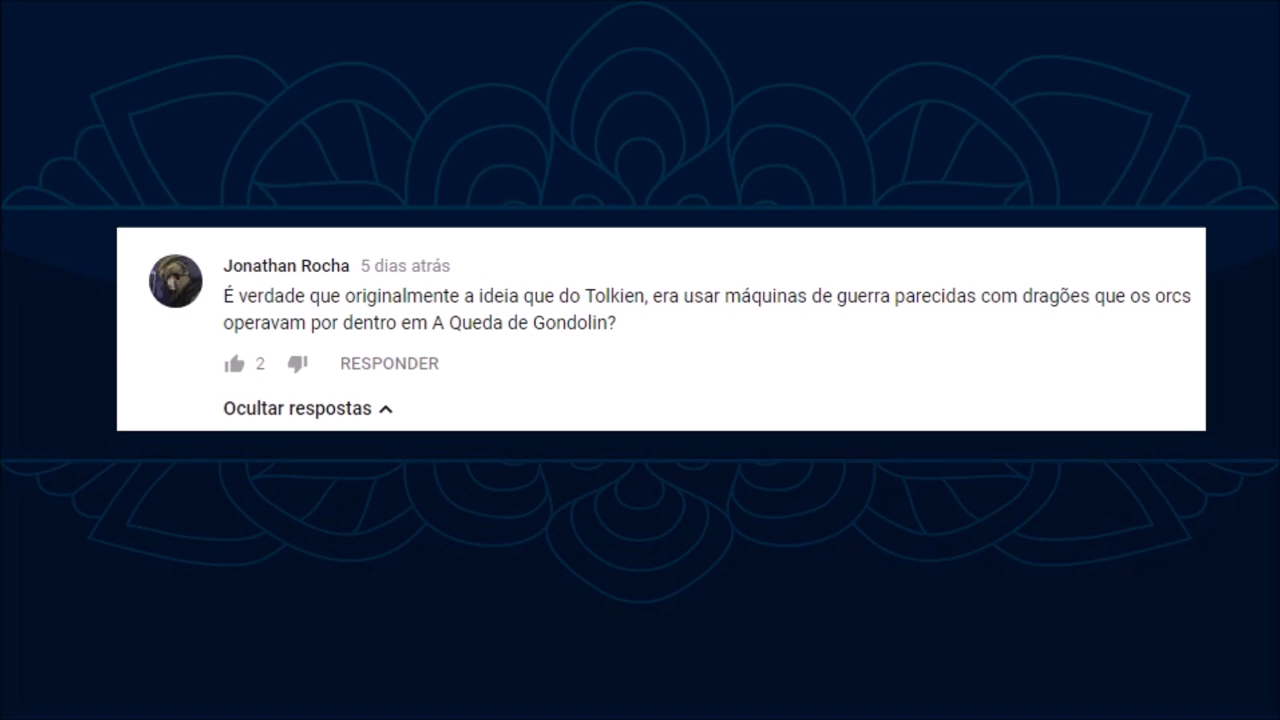 Jonathan Rocha 5 dias atrás
É verdade que originalmente a ideia que do Tolkien, era usar máquinas de guerra parecidas com dragões que os orcs
operavam por dentro em A Queda de Gondolin?
2 RESPONDER
Ocultar respostas